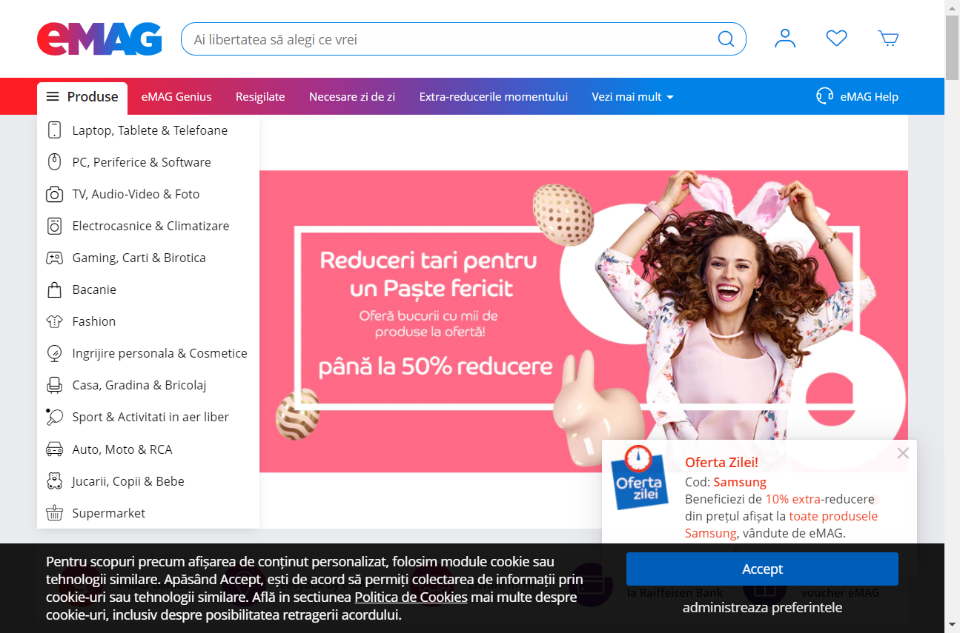 eMAG
Ai libertatea să alegi ce vrei
Produse
eMAG Genius
Resigilate
Necesare zi de zi
Extra-reducerile momentului
Vezi mai mult
eMAG Help
Laptop, Tablete & Telefoane
PC, Periferice & Software
TV, Audio-Video & Foto
Electrocasnice & Climatizare
Gaming, Carti & Birotica
Bacanie
Fashion
Ingrijire personala & Cosmetice
Casa, Gradina & Bricolaj
Sport & Activitati in aer liber
Auto, Moto & RCA
Jucarii, Copii & Bebe
Supermarket
Reduceri tari pentru
un Paște fericit
Oferă bucurii cu mii de
produse la ofertă!
până la 50% reducere
Oferta
zilei
Oferta Zilei!
Cod: Samsung
Beneficiezi de 10% extra-reducere
din prețul afișat la toate produsele
Samsung, vândute de eMAG.
Pentru scopuri precum afișarea de conținut personalizat, folosim module cookie sau
tehnologii similare. Apăsând Accept, ești de acord să permiți colectarea de informații prin
cookie-uri sau tehnologii similare. Află in sectiunea Politica de Cookies mai multe despre
cookie-uri, inclusiv despre posibilitatea retragerii acordului.
Accept
la Raiffeisen Bank
voucher eMAG
administreaza preferintele